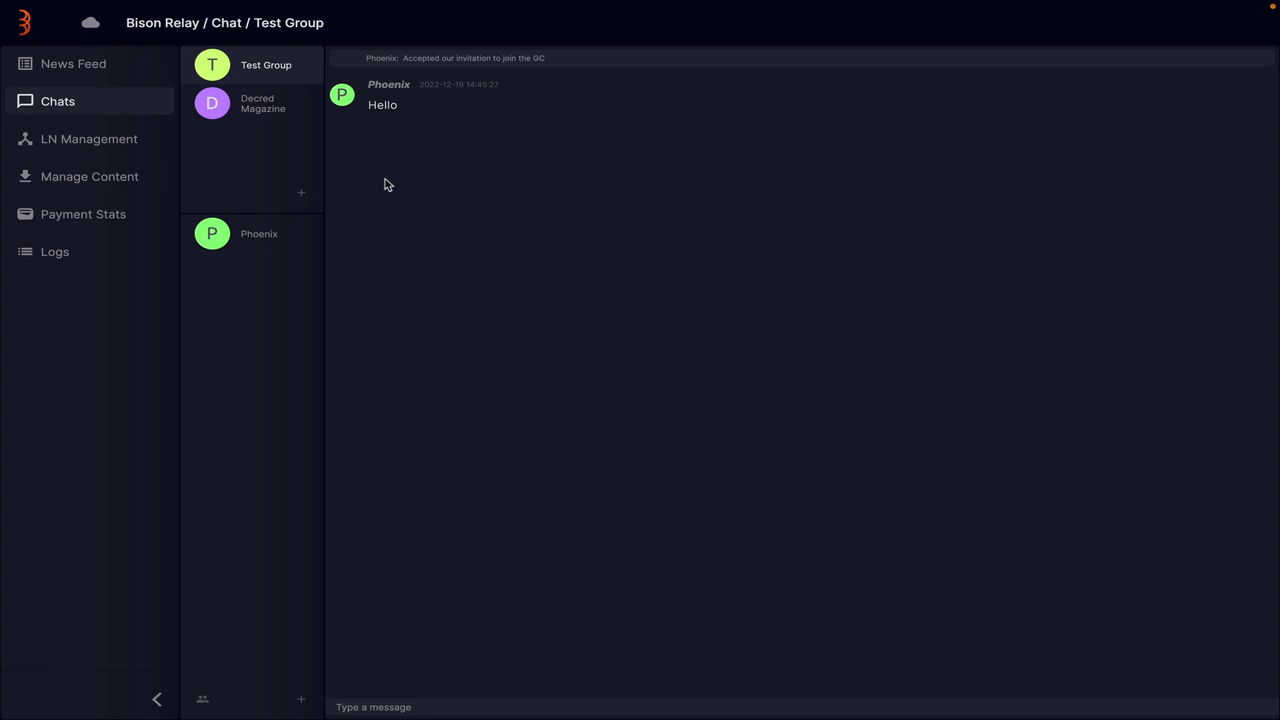 Bison Relay / Chat / Test Group
News Feed
Chats
LN Management
Manage Content
Payment Stats
Logs
T
Test Group
D
Decred
Magazine
+
P
Phoenix
+
Phoenix: Accepted our invitation to join the GC
P
Phoenix 2022-12-19 14:45:27
Hello
Type a message